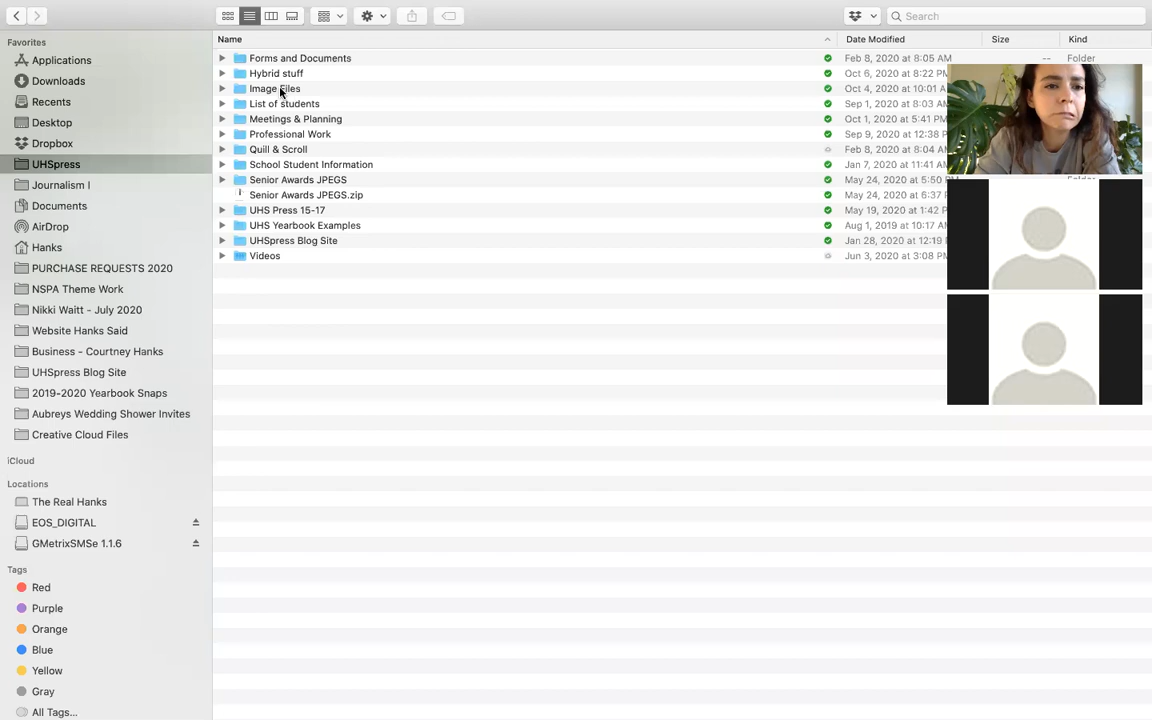 Search
Favorites
Applications
Downloads
Recents
Desktop
Dropbox
UHSpress
Journalism I
Documents
AirDrop
Hanks
PURCHASE REQUESTS 2020
NSPA Theme Work
Nikki Waitt - July 2020
Website Hanks Said
Business - Courtney Hanks
UHSpress Blog Site
2019-2020 Yearbook Snaps
Aubreys Wedding Shower Invites
Creative Cloud Files
iCloud
Locations
The Real Hanks
EOS_DIGITAL
GMetrixSMSe 1.1.6
Tags
Red
Purple
Orange
Blue
Yellow
Gray
All Tags...
Name Date Modified Size Kind
Forms and Documents Feb 8, 2020 at 8:05 AM -- Folder
Hybrid stuff Oct 6, 2020 at 8:22 PM
Image Files Oct 4, 2020 at 10:01
List of students Sep 1, 2020 at 8:03 AM
Meetings & Planning Oct 1, 2020 at 5:41 PM
Professional Work Sep 9, 2020 at 12:38
Quill & Scroll Feb 8, 2020 at 8:04 AM
School Student Information Jan 7, 2020 at 11:41
Senior Awards JPEGS May 24, 2020 at 5:50 PM
Senior Awards JPEGS.zip May 24, 2020 at 6:37
UHS Press 15-17 May 19, 2020 at 1:42
UHS Yearbook Examples Aug 1, 2019 at 10:17
UHSpress Blog Site Jan 28, 2020 at 12:19
Videos Jun 3, 2020 at 3:08 PM